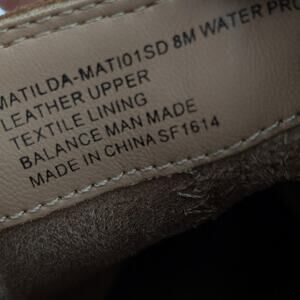 MATILDA-MATI01SD 8M WATER PRO
LEATHER UPPER
TEXTILE LINING
BALANCE MAN MADE
MADE IN CHINA SF1614